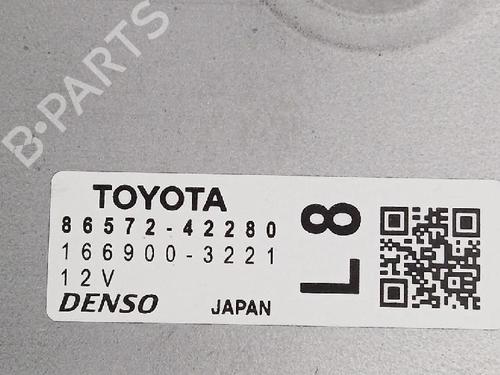 B-PARTS
TOYOTA
86572-42280
166900-3221
12V
DENSO
JAPAN
L8